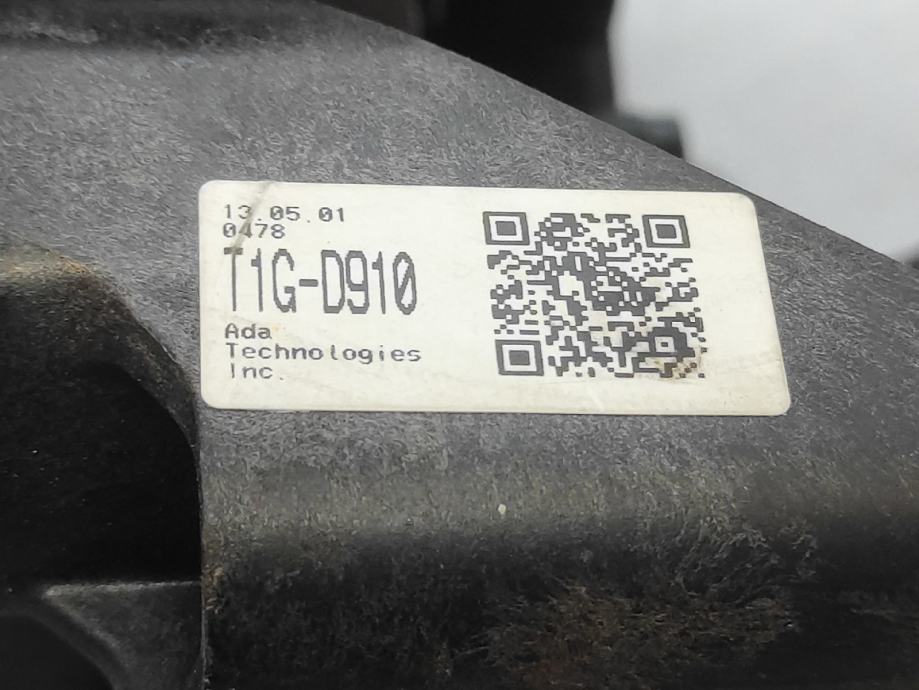 13.05.01
0478
T1G-D910
Ada
Technologies
Inc.